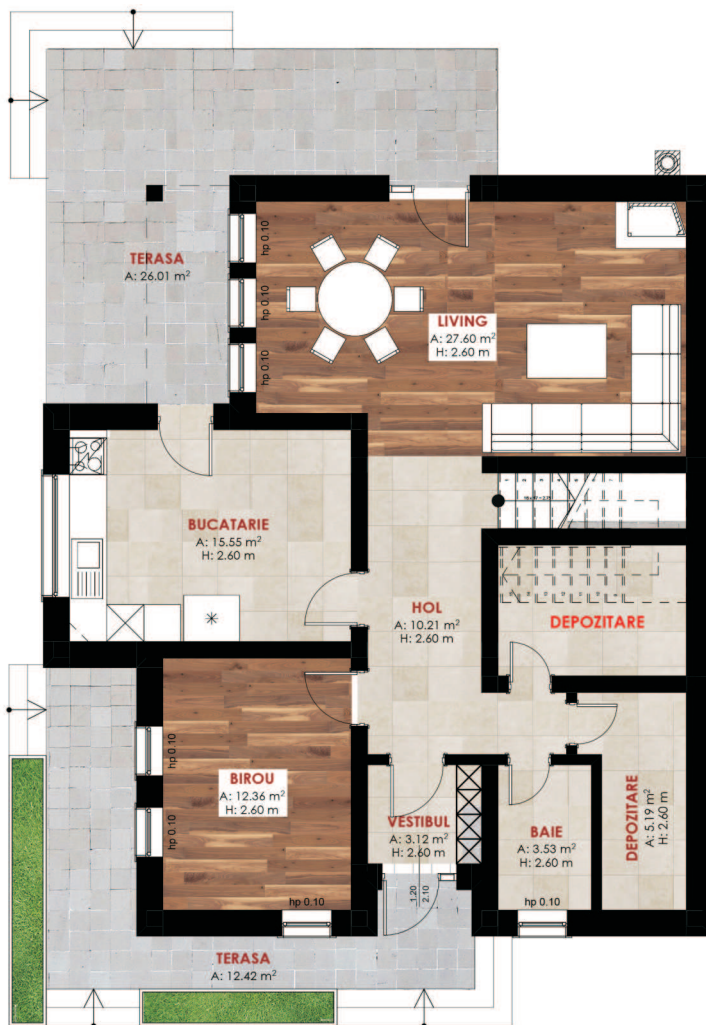 TERASA
A: 26.01 m²
hp 0.10
hp 0.10
hp 0.10
LIVING
A: 27.60 m²
H: 2.60 m
BUCATARIE
A: 15.55 m²
H: 2.60 m
HOL
A: 10.21 m²
H: 2.60 m
DEPOZITARE
BIROU
A: 12.36 m²
H: 2.60 m
hp 0.10
hp 0.10
hp 0.10
VESTIBUL
A: 3.12 m²
H: 2.60 m
1.20
2.10
BAIE
A: 3.53 m²
H: 2.60 m
hp 0.10
DEPOZITARE
A: 5.19 m²
H: 2.60 m
TERASA
A: 12.42 m²